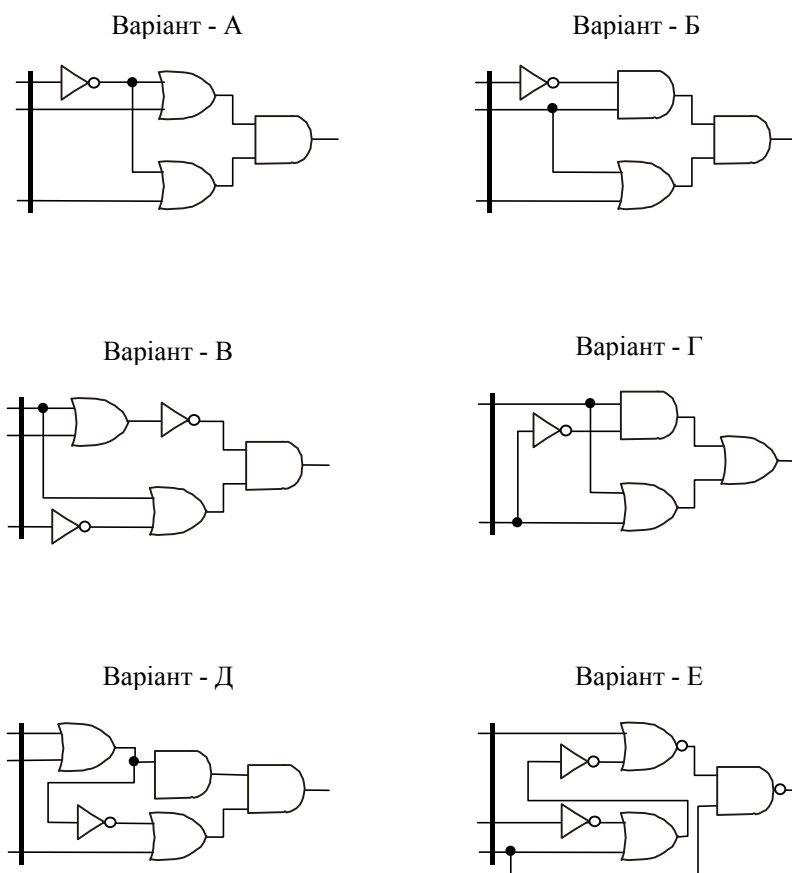 Варіант - А
Варіант - Б
Варіант - В
Варіант - Г
Варіант - Д
Варіант - Е